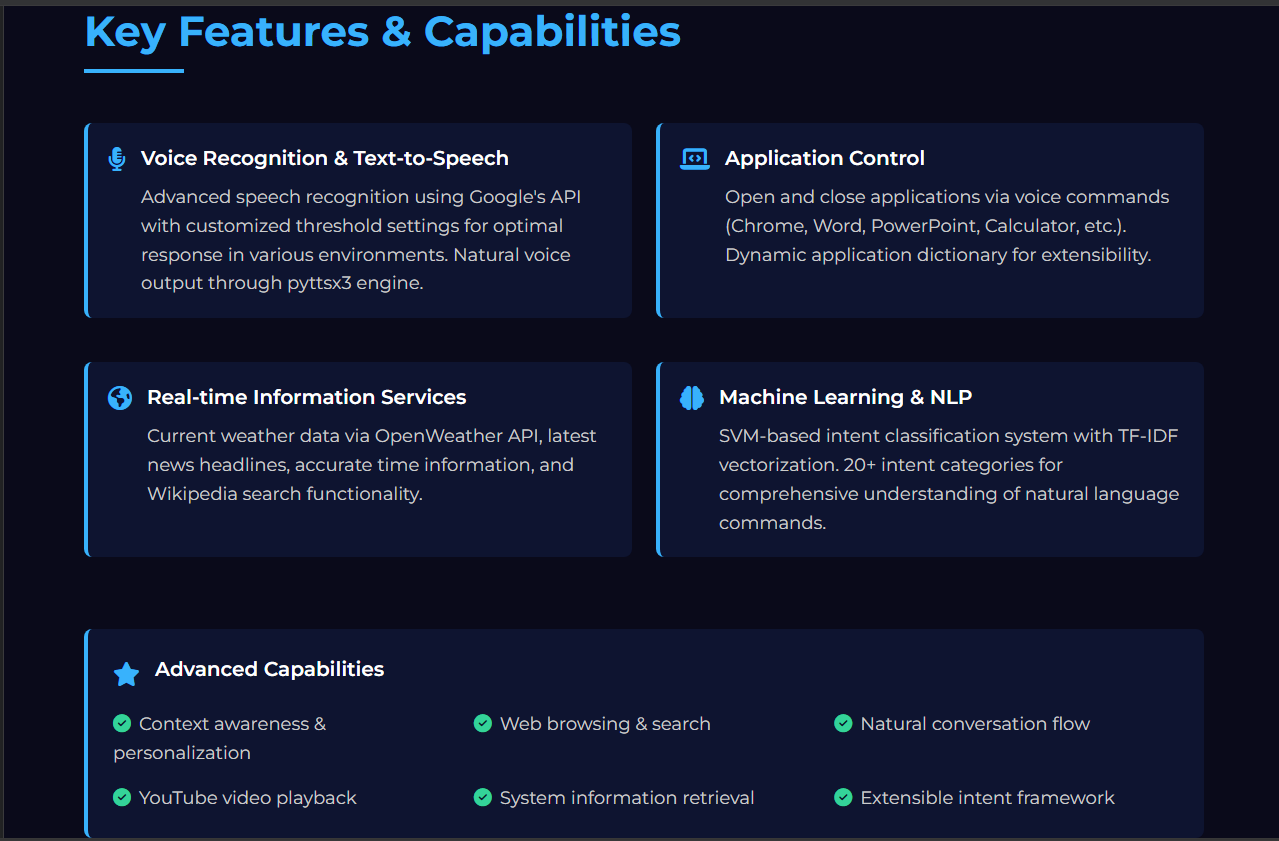 Key Features & Capabilities
Voice Recognition & Text-to-Speech
Advanced speech recognition using Google's API
with customized threshold settings for optimal
response in various environments. Natural voice
output through pyttsx3 engine.
Application Control
Open and close applications via voice commands
(Chrome, Word, PowerPoint, Calculator, etc.).
Dynamic application dictionary for extensibility.
Real-time Information Services
Current weather data via OpenWeather API, latest
news headlines, accurate time information, and
Wikipedia search functionality.
Machine Learning & NLP
SVM-based intent classification system with TF-IDF
vectorization. 20+ intent categories for
comprehensive understanding of natural language
commands.
Advanced Capabilities
Context awareness &
personalization
Web browsing & search
Natural conversation flow
YouTube video playback
System information retrieval
Extensible intent framework